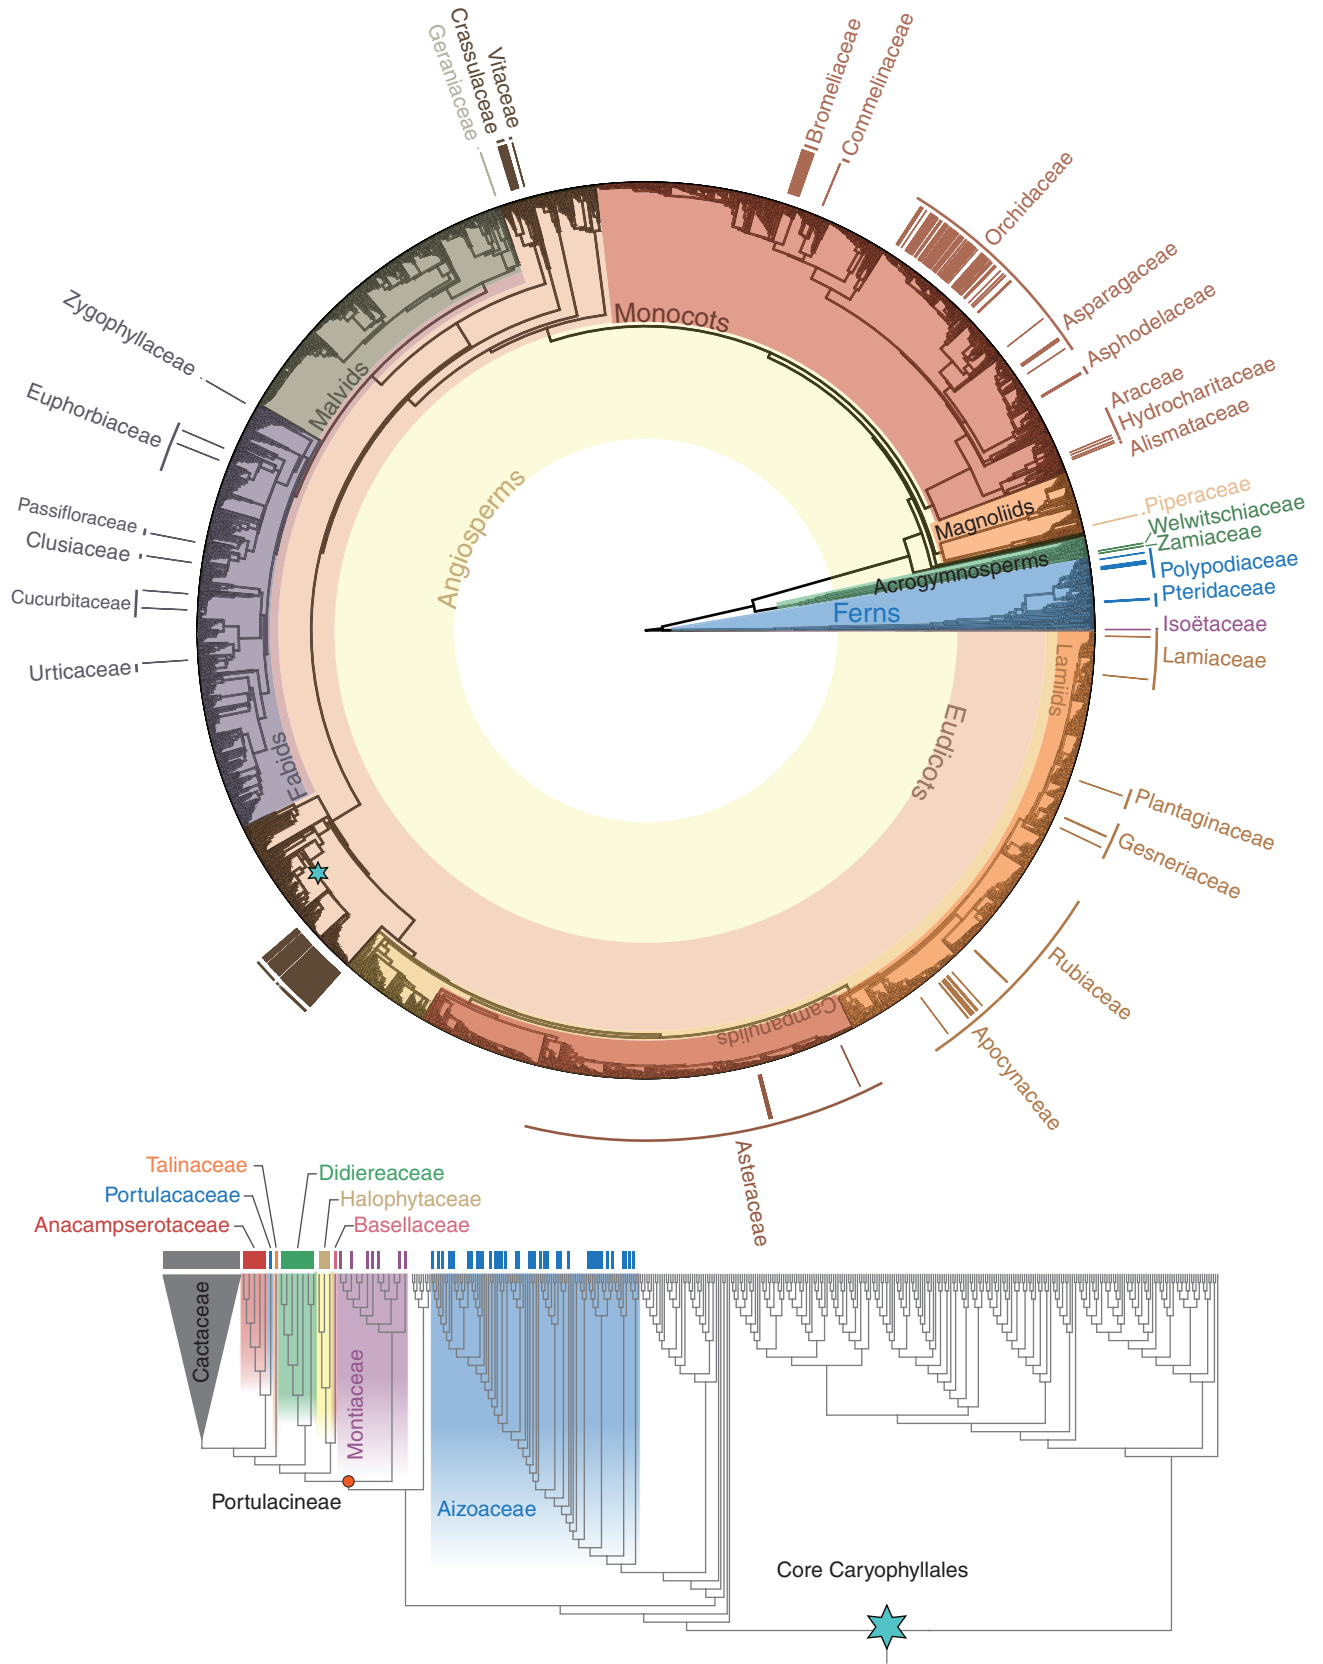 Geraniaceae
Crassulaceae
Vitaceae
Bromeliaceae
Commelinaceae
Orchidaceae
Asparagaceae
Asphodelaceae
Araceae
Hydrocharitaceae
Alismataceae
Piperaceae
Welwitschiaceae
Zamiaceae
Polypodiaceae
Pteridaceae
Isoëtaceae
Lamiaceae
Plantaginaceae
Gesneriaceae
Rubiaceae
Apocynaceae
Asteraceae
Zygophyllaceae
Euphorbiaceae
Passifloraceae
Clusiaceae
Cucurbitaceae
Urticaceae
Monocots
Malvids
Angiosperms
Magnoliids
Acrogymnosperms
Ferns
Lamiids
Eudicots
Fabids
Campanulids
Talinaceae
Portulacaceae
Anacampserotaceae
Didiereaceae
Halophytaceae
Basellaceae
Cactaceae
Montiaceae
Portulacineae
Aizoaceae
Core Caryophyllales